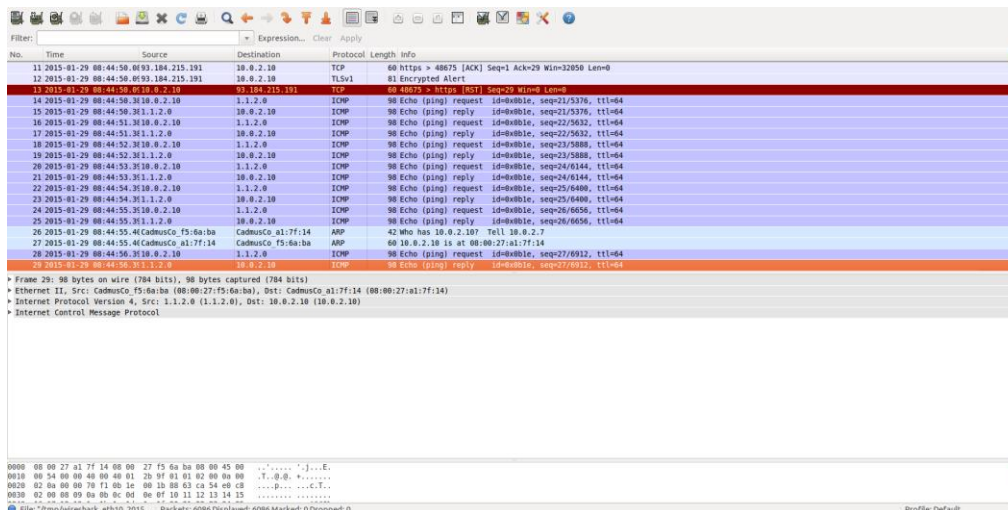 Filter: Expression... Clear Apply
No. Time Source Destination Protocol Length Info
11 2015-01-29 08:44:50.0 93.184.215.191 10.0.2.10 TCP 60 https > 48675 [ACK] Seq=1 Ack=29 Win=32050 Len=0
12 2015-01-29 08:44:50.0 93.184.215.191 10.0.2.10 TLSv1 81 Encrypted Alert
13 2015-01-29 08:44:50.0 10.0.2.10 93.184.215.191 TCP 60 48675 > https [RST] Seq=29 Win=0 Len=0
14 2015-01-29 08:44:50.3 10.0.2.10 1.1.2.0 ICMP 98 Echo (ping) request id=0x0b1e, seq=21/5376, ttl=64
15 2015-01-29 08:44:50.3 1.1.2.0 10.0.2.10 ICMP 98 Echo (ping) reply id=0x0b1e, seq=21/5376, ttl=64
16 2015-01-29 08:44:51.3 10.0.2.10 1.1.2.0 ICMP 98 Echo (ping) request id=0x0b1e, seq=22/5632, ttl=64
17 2015-01-29 08:44:51.3 1.1.2.0 10.0.2.10 ICMP 98 Echo (ping) reply id=0x0b1e, seq=22/5632, ttl=64
18 2015-01-29 08:44:52.3 10.0.2.10 1.1.2.0 ICMP 98 Echo (ping) request id=0x0b1e, seq=23/5888, ttl=64
19 2015-01-29 08:44:52.3 1.1.2.0 10.0.2.10 ICMP 98 Echo (ping) reply id=0x0b1e, seq=23/5888, ttl=64
20 2015-01-29 08:44:53.3 10.0.2.10 1.1.2.0 ICMP 98 Echo (ping) request id=0x0b1e, seq=24/6144, ttl=64
21 2015-01-29 08:44:53.3 1.1.2.0 10.0.2.10 ICMP 98 Echo (ping) reply id=0x0b1e, seq=24/6144, ttl=64
22 2015-01-29 08:44:54.3 10.0.2.10 1.1.2.0 ICMP 98 Echo (ping) request id=0x0b1e, seq=25/6400, ttl=64
23 2015-01-29 08:44:54.3 1.1.2.0 10.0.2.10 ICMP 98 Echo (ping) reply id=0x0b1e, seq=25/6400, ttl=64
24 2015-01-29 08:44:55.3 10.0.2.10 1.1.2.0 ICMP 98 Echo (ping) request id=0x0b1e, seq=26/6656, ttl=64
25 2015-01-29 08:44:55.3 1.1.2.0 10.0.2.10 ICMP 98 Echo (ping) reply id=0x0b1e, seq=26/6656, ttl=64
26 2015-01-29 08:44:55.4 CadmusCo_f5:6a:ba CadmusCo_a1:7f:14 ARP 42 Who has 10.0.2.10? Tell 10.0.2.7
27 2015-01-29 08:44:55.4 CadmusCo_a1:7f:14 CadmusCo_f5:6a:ba ARP 60 10.0.2.10 is at 08:00:27:a1:7f:14
28 2015-01-29 08:44:56.3 10.0.2.10 1.1.2.0 ICMP 98 Echo (ping) request id=0x0b1e, seq=27/6912, ttl=64
29 2015-01-29 08:44:56.3 1.1.2.0 10.0.2.10 ICMP 98 Echo (ping) reply id=0x0b1e, seq=27/6912, ttl=64
Frame 29: 98 bytes on wire (784 bits), 98 bytes captured (784 bits)
Ethernet II, Src: CadmusCo_f5:6a:ba (08:00:27:f5:6a:ba), Dst: CadmusCo_a1:7f:14 (08:00:27:a1:7f:14)
Internet Protocol Version 4, Src: 1.1.2.0 (1.1.2.0), Dst: 10.0.2.10 (10.0.2.10)
Internet Control Message Protocol
0000 08 00 27 a1 7f 14 08 00 27 f5 6a ba 08 00 45 00 ..'..... '.j...E.
0010 00 54 00 00 40 00 40 01 2b 9f 01 01 02 00 0a 00 .T..@.@. +.......
0020 02 0a 00 00 70 f1 0b 1e 00 1b 88 63 ca 54 e0 c8 ....p... ...c.T..
0030 02 00 08 09 0a 0b 0c 0d 0e 0f 10 11 12 13 14 15 ........ ........
File: "/tmp/wireshark_eth10_2015... Packets: 6086 Displayed: 6086 Marked: 0 Dropped: 0 Profile: Default